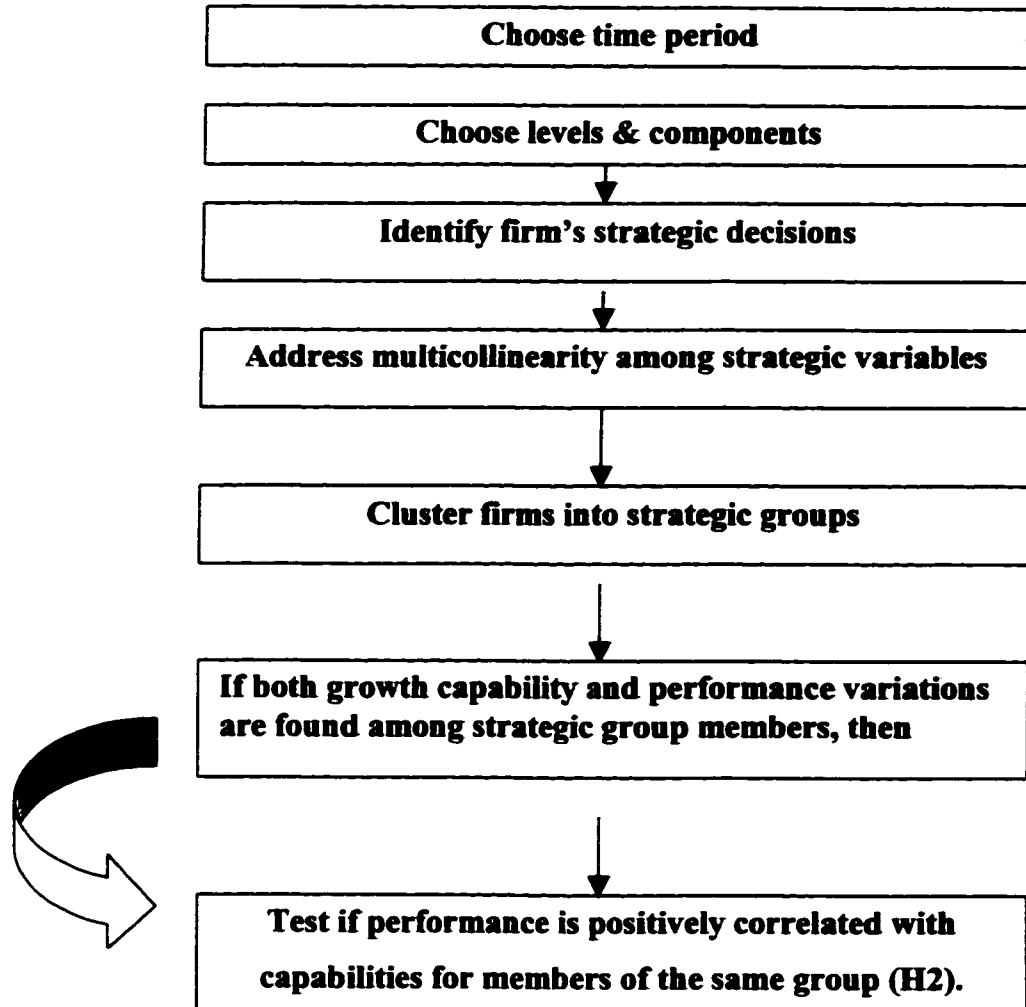 Choose time period
Choose levels & components
Identify firm's strategic decisions
Address multicollinearity among strategic variables
Cluster firms into strategic groups
If both growth capability and performance variations
are found among strategic group members, then
Test if performance is positively correlated with
capabilities for members of the same group (H2).